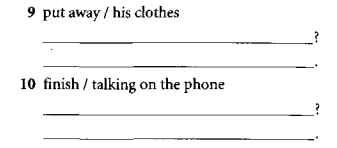 9 put away / his clothes
?
.
10 finish / talking on the phone
?
.